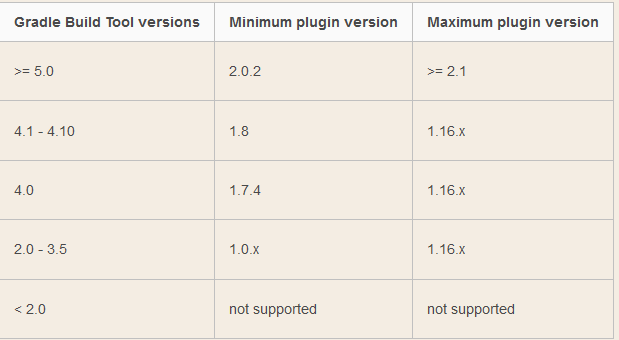 Gradle Build Tool versions Minimum plugin version Maximum plugin version
>= 5.0 2.0.2 >= 2.1
4.1 - 4.10 1.8 1.16.x
4.0 1.7.4 1.16.x
2.0 - 3.5 1.0.x 1.16.x
< 2.0 not supported not supported